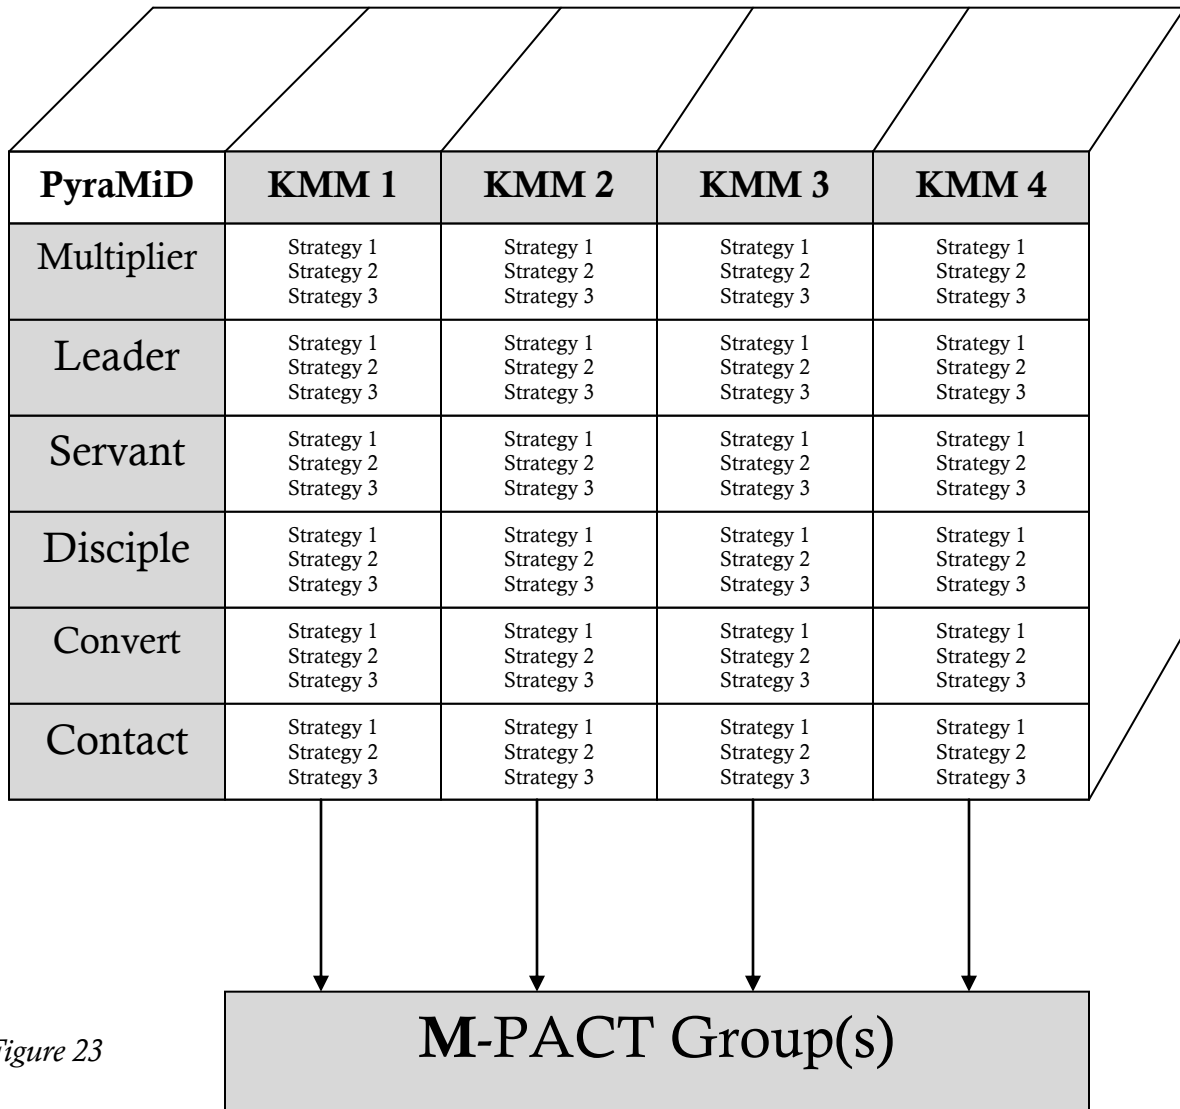 PyraMiD KMM 1 KMM 2 KMM 3 KMM 4
Multiplier
Strategy 1 Strategy 1 Strategy 1 Strategy 1
Strategy 2 Strategy 2 Strategy 2 Strategy 2
Strategy 3 Strategy 3 Strategy 3 Strategy 3
Leader
Strategy 1 Strategy 1 Strategy 1 Strategy 1
Strategy 2 Strategy 2 Strategy 2 Strategy 2
Strategy 3 Strategy 3 Strategy 3 Strategy 3
Servant
Strategy 1 Strategy 1 Strategy 1 Strategy 1
Strategy 2 Strategy 2 Strategy 2 Strategy 2
Strategy 3 Strategy 3 Strategy 3 Strategy 3
Disciple
Strategy 1 Strategy 1 Strategy 1 Strategy 1
Strategy 2 Strategy 2 Strategy 2 Strategy 2
Strategy 3 Strategy 3 Strategy 3 Strategy 3
Convert
Strategy 1 Strategy 1 Strategy 1 Strategy 1
Strategy 2 Strategy 2 Strategy 2 Strategy 2
Strategy 3 Strategy 3 Strategy 3 Strategy 3
Contact
Strategy 1 Strategy 1 Strategy 1 Strategy 1
Strategy 2 Strategy 2 Strategy 2 Strategy 2
Strategy 3 Strategy 3 Strategy 3 Strategy 3
M-PACT Group(s)
Figure 23